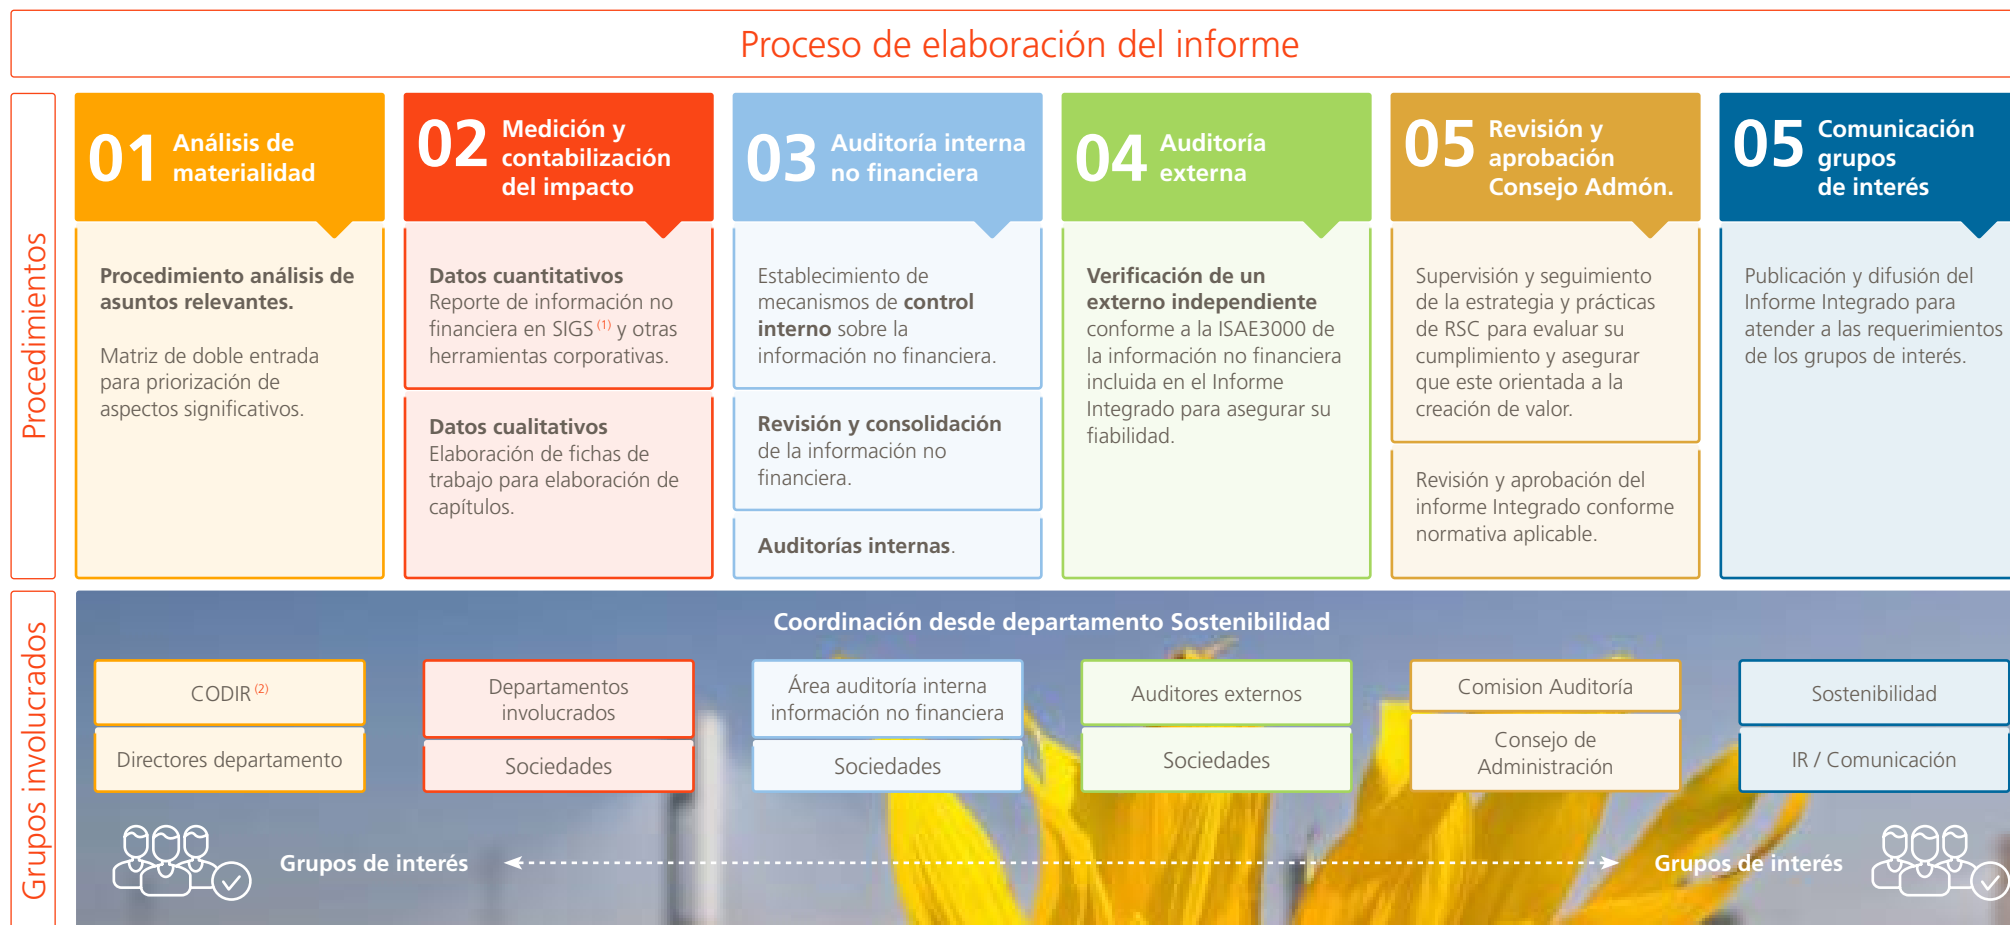 Proceso de elaboración del informe
Procedimientos
01 Análisis de
materialidad
Procedimiento análisis de
asuntos relevantes.
Matriz de doble entrada
para priorización de
aspectos significativos.
02 Medición y
contabilización
del impacto
Datos cuantitativos
Reporte de información no
financiera en SIGS (1) y otras
herramientas corporativas.
Datos cualitativos
Elaboración de fichas de
trabajo para elaboración de
capítulos.
03 Auditoría interna
no financiera
Establecimiento de
mecanismos de control
interno sobre la
información no financiera.
Revisión y consolidación
de la información no
financiera.
Auditorías internas.
04 Auditoría
externa
Verificación de un
externo independiente
conforme a la ISAE3000 de
la información no financiera
incluida en el Informe
Integrado para asegurar su
fiabilidad.
05 Revisión y
aprobación
Consejo Admón.
Supervisión y seguimiento
de la estrategia y prácticas
de RSC para evaluar su
cumplimiento y asegurar
que este orientada a la
creación de valor.
Revisión y aprobación del
informe Integrado conforme
normativa aplicable.
05 Comunicación
grupos
de interés
Publicación y difusión del
Informe Integrado para
atender a las requerimientos
de los grupos de interés.
Grupos involucrados
Coordinación desde departamento Sostenibilidad
CODIR (2)
Directores departamento
Departamentos
involucrados
Sociedades
Área auditoría interna
información no financiera
Sociedades
Auditores externos
Sociedades
Comision Auditoría
Consejo de
Administración
Sostenibilidad
IR / Comunicación
Grupos de interés
Grupos de interés